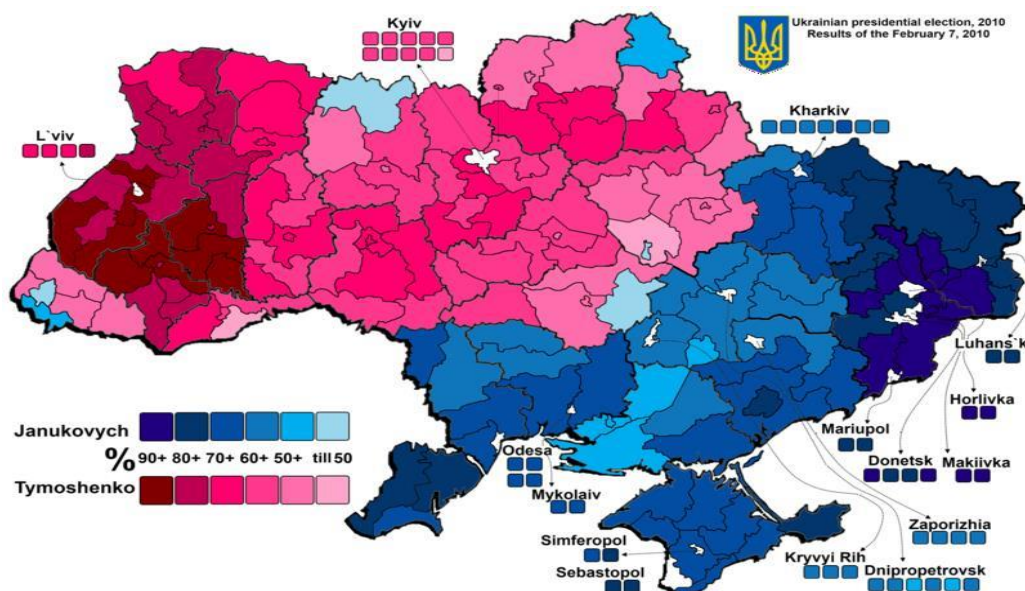 Ukrainian presidential election, 2010
Results of the February 7, 2010
Kyiv
Kharkiv
L`viv
Luhans`k
Horlivka
Mariupol
Donetsk
Makiivka
Zaporizhia
Kryvyi Rih
Dnipropetrovsk
Odesa
Mykolaiv
Simferopol
Sebastopol
Janukovych
% 90+ 80+ 70+ 60+ 50+ till 50
Tymoshenko